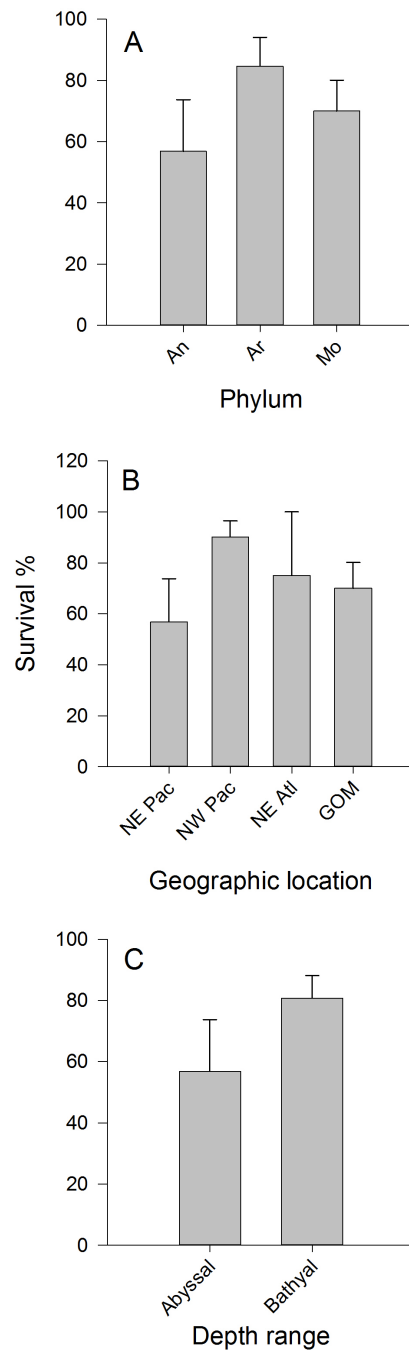 A
100
80
60
40
20
0
An Ar Mo
Phylum
B
120
100
80
60
40
20
0
Survival %
NE Pac NW Pac NE Atl GOM
Geographic location
C
100
80
60
40
20
0
Abyssal Bathyal
Depth range